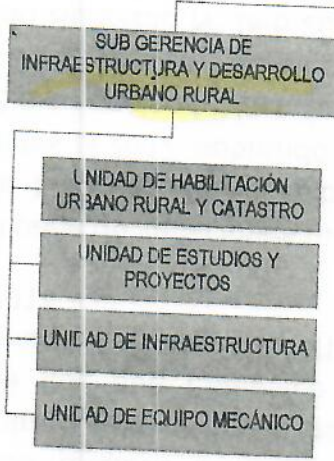 SUB GERENCIA DE
INFRAESTRUCTURA Y DESARROLLO
URBANO RURAL
UNIDAD DE HABILITACIÓN
URBANO RURAL Y CATASTRO
UNIDAD DE ESTUDIOS Y
PROYECTOS
UNIDAD DE INFRAESTRUCTURA
UNIDAD DE EQUIPO MECÁNICO